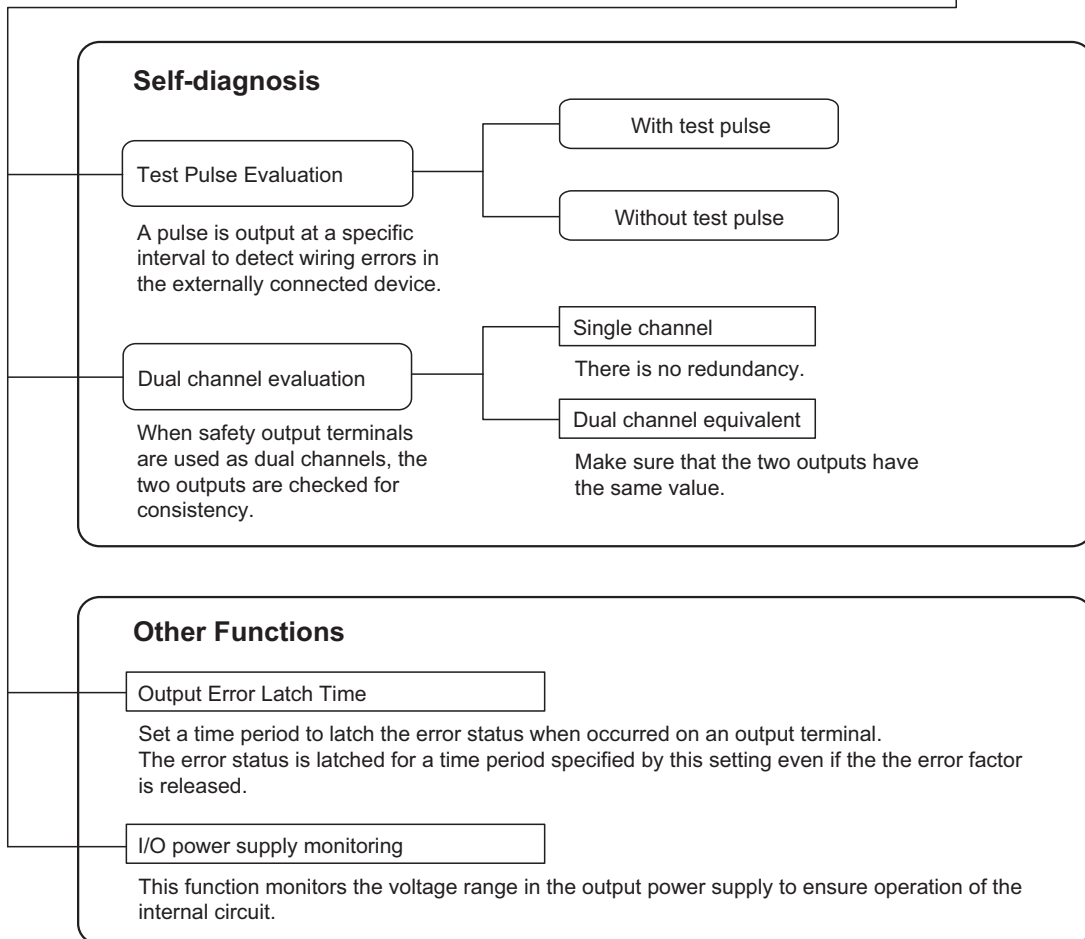 Self-diagnosis
Test Pulse Evaluation
A pulse is output at a specific
interval to detect wiring errors in
the externally connected device.
With test pulse
Without test pulse
Dual channel evaluation
When safety output terminals
are used as dual channels, the
two outputs are checked for
consistency.
Single channel
There is no redundancy.
Dual channel equivalent
Make sure that the two outputs have
the same value.
Other Functions
Output Error Latch Time
Set a time period to latch the error status when occurred on an output terminal.
The error status is latched for a time period specified by this setting even if the the error factor
is released.
I/O power supply monitoring
This function monitors the voltage range in the output power supply to ensure operation of the
internal circuit.